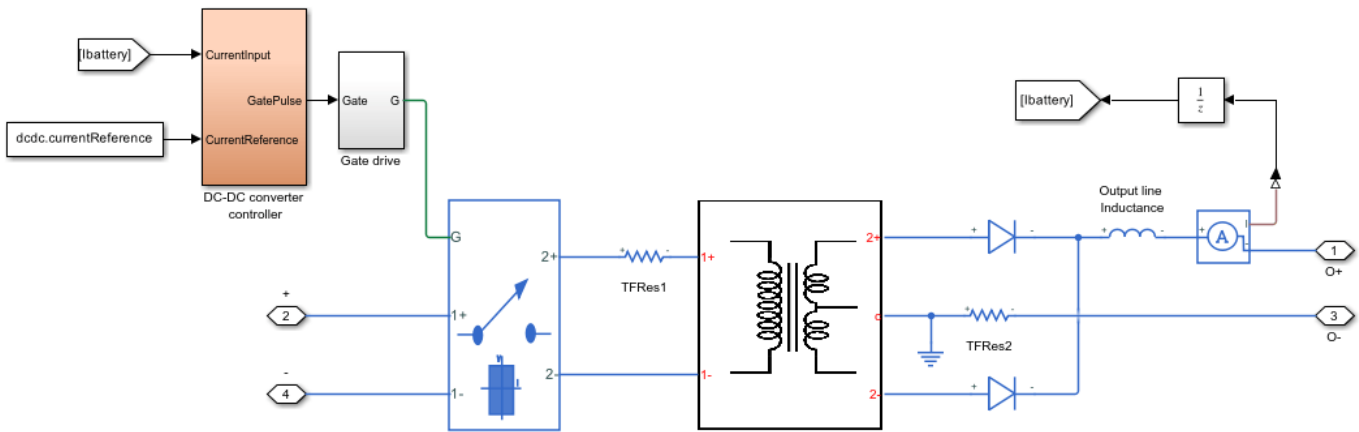 [Ibattery]
CurrentInput
GatePulse
dcdc.currentReference
CurrentReference
DC-DC converter
controller
Gate
G
Gate drive
[Ibattery]
1
z
Output line
Inductance
G
2+
1+
1-
2-
+
2
-
4
+
-
TFRes1
1+
1-
2+
c
2-
+
-
+
-
TFRes2
+
-
+
-
A
+
I
-
1
O+
3
O-